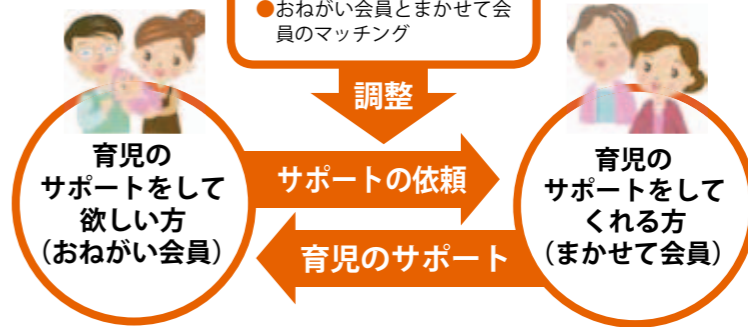 ●おねがい会員とまかせて会
員のマッチング
調整
育児の
サポートをして
欲しい方
（おねがい会員）
サポートの依頼
育児のサポート
育児の
サポートをして
くれる方
（まかせて会員）